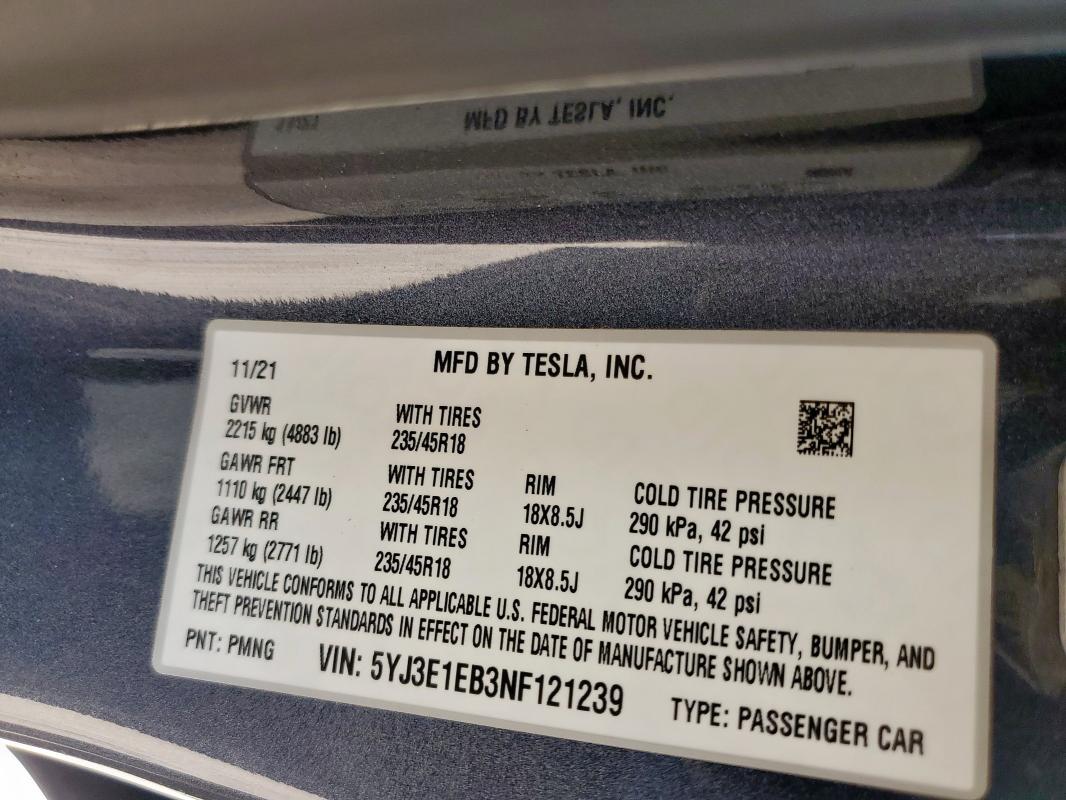 MFD BY TESLA, INC.
11/21
MFD BY TESLA, INC.
GVWR
2215 kg (4883 lb)
WITH TIRES
235/45R18
GAWR FRT
1110 kg (2447 lb)
WITH TIRES
235/45R18
RIM
18X8.5J
COLD TIRE PRESSURE
290 kPa, 42 psi
GAWR RR
1257 kg (2771 lb)
WITH TIRES
235/45R18
RIM
18X8.5J
COLD TIRE PRESSURE
290 kPa, 42 psi
THIS VEHICLE CONFORMS TO ALL APPLICABLE U.S. FEDERAL MOTOR VEHICLE SAFETY, BUMPER, AND
THEFT PREVENTION STANDARDS IN EFFECT ON THE DATE OF MANUFACTURE SHOWN ABOVE.
PNT: PMNG
VIN: 5YJ3E1EB3NF121239
TYPE: PASSENGER CAR